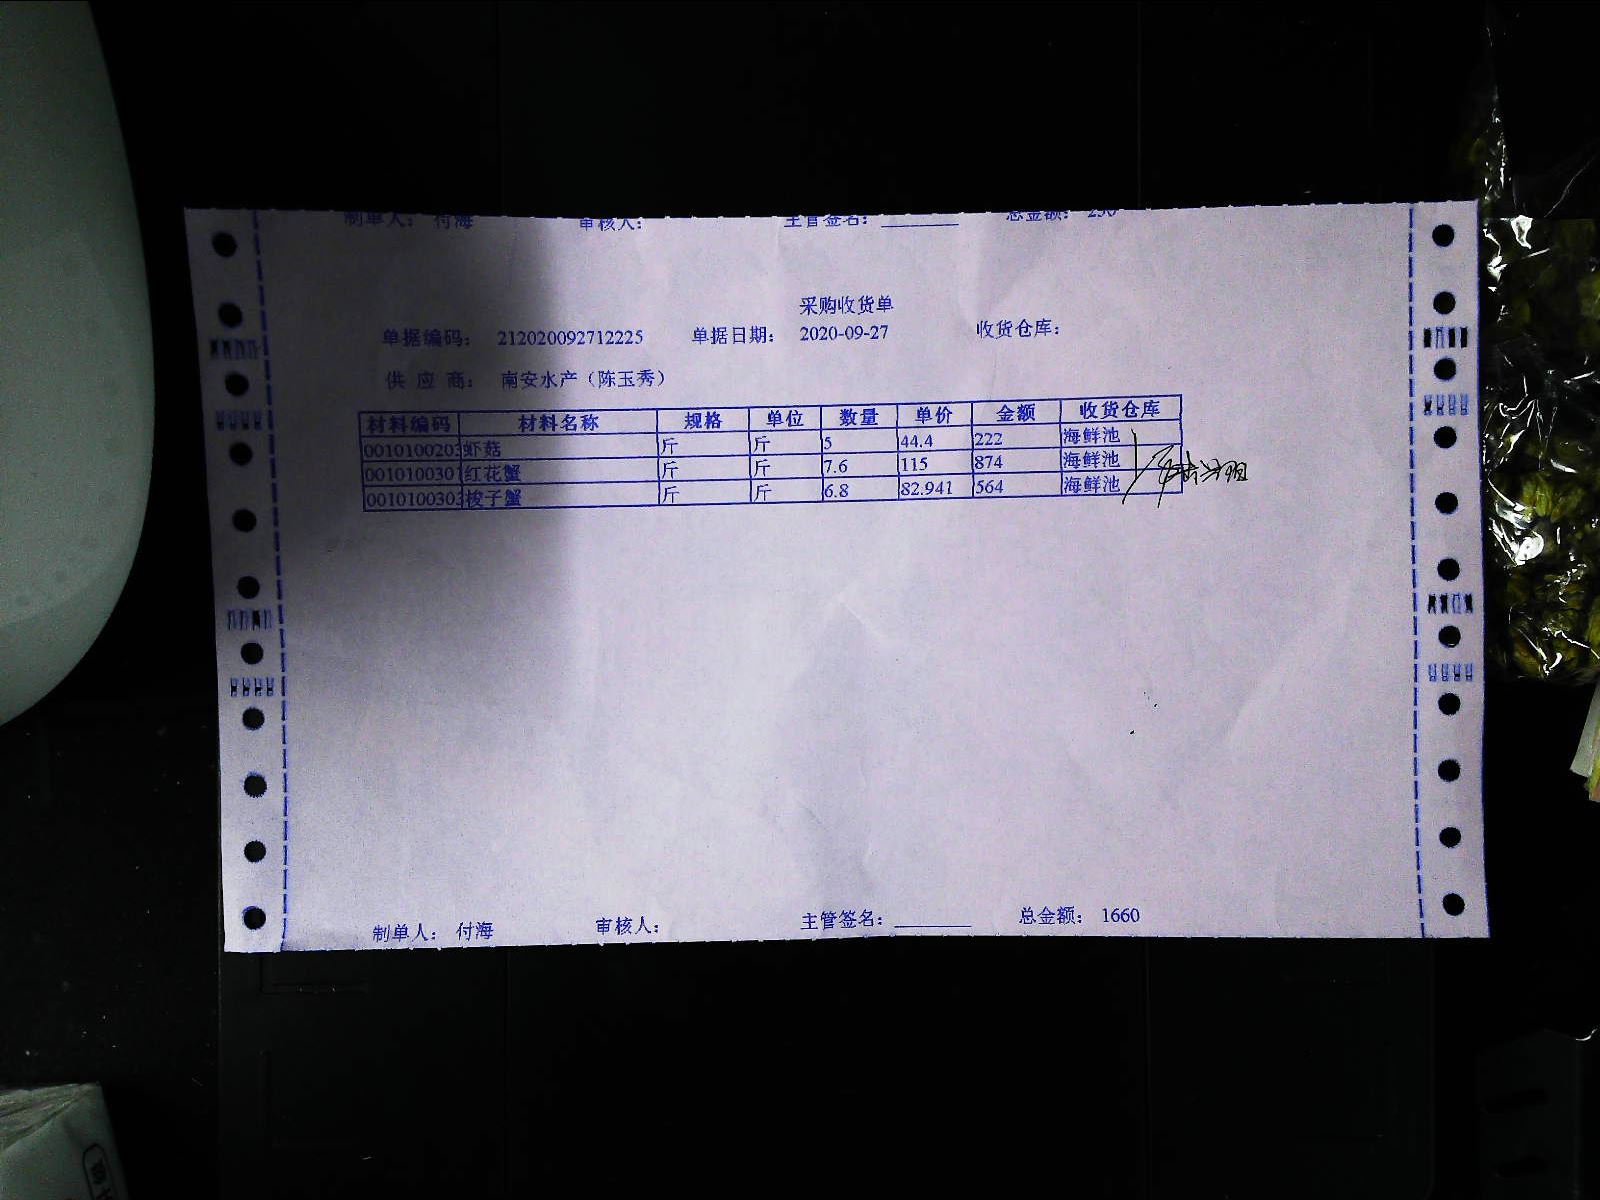 制单人： 付海 审核人： 主管签名：________ 总金额： 250
采购收货单
单据编码： 212020092712225 单据日期： 2020-09-27 收货仓库：
供 应 商： 南安水产（陈玉秀）
材料编码 材料名称 规格 单位 数量 单价 金额 收货仓库
0010100203 虾菇 斤 斤 5 44.4 222 海鲜池
0010100301 红花蟹 斤 斤 7.6 115 874 海鲜池
0010100303 梭子蟹 斤 斤 6.8 82.941 564 海鲜池
制单人： 付海 审核人： 主管签名：________ 总金额： 1660